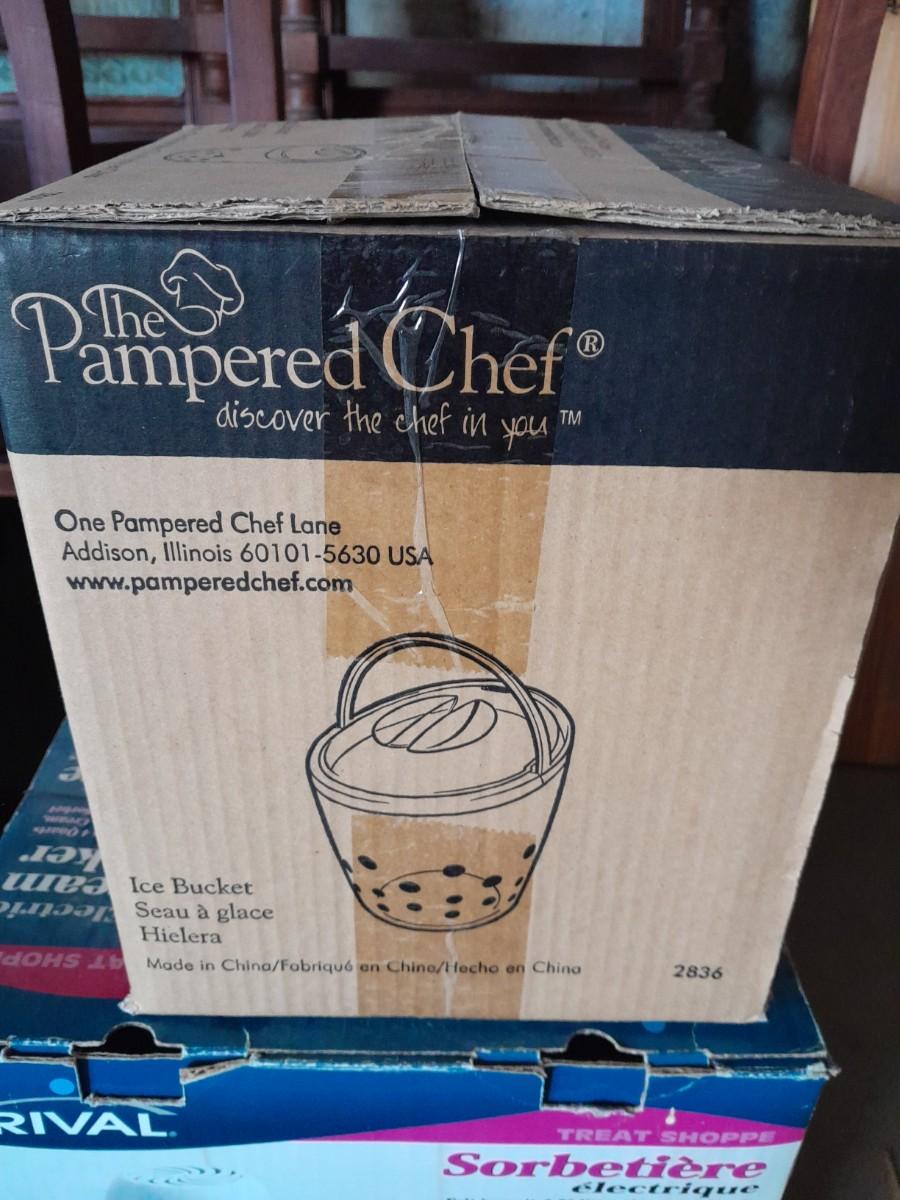 The
Pampered Chef®
discover the chef in you™
One Pampered Chef Lane
Addison, Illinois 60101-5630 USA
www.pamperedchef.com
Ice Bucket
Seau à glace
Hielera
Made in China/Fabriqué en Chine/Hecho en China
2836
RIVAL.
TREAT SHOPPE
Sorbetière
électrique